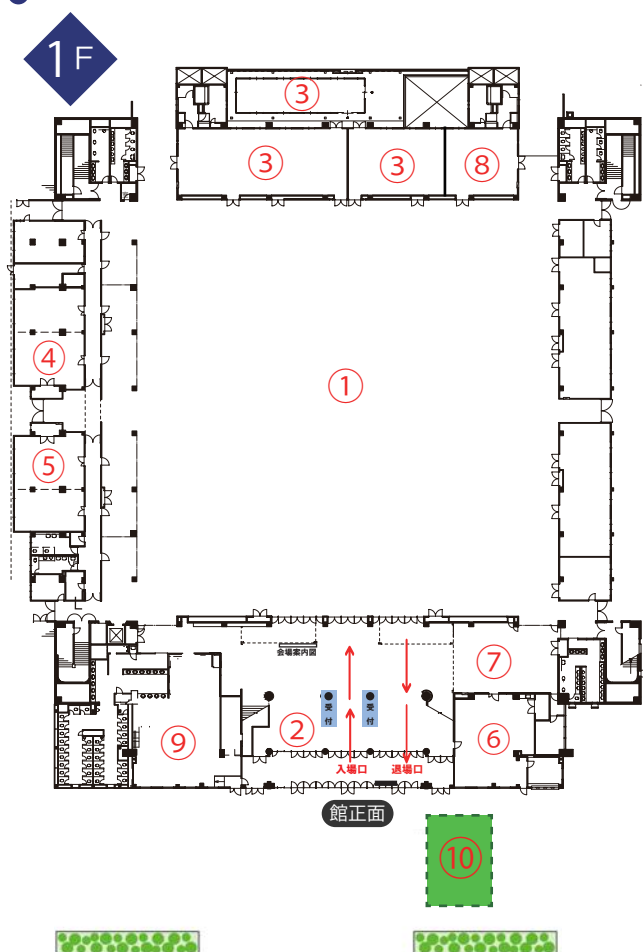 1F
③
③
③
⑧
④
①
⑤
会場案内図
⑦
受付
受付
②
⑥
⑨
入場口
退場口
館正面
⑩